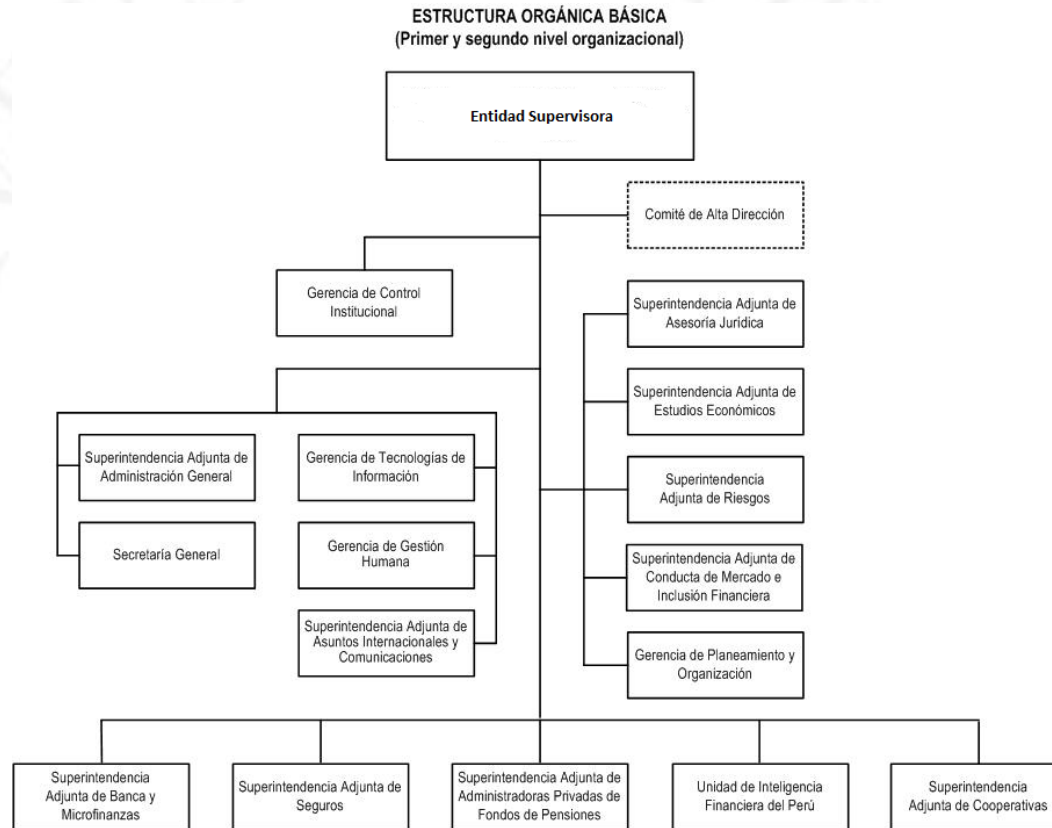 ESTRUCTURA ORGÁNICA BÁSICA
(Primer y segundo nivel organizacional)
Entidad Supervisora
Comité de Alta Dirección
Gerencia de Control
Institucional
Superintendencia Adjunta de
Asesoría Jurídica
Superintendencia Adjunta de
Estudios Económicos
Superintendencia Adjunta de
Administración General
Gerencia de Tecnologías de
Información
Superintendencia
Adjunta de Riesgos
Secretaría General
Gerencia de Gestión
Humana
Superintendencia Adjunta de
Conducta de Mercado e
Inclusión Financiera
Superintendencia Adjunta de
Asuntos Internacionales y
Comunicaciones
Gerencia de Planeamiento y
Organización
Superintendencia
Adjunta de Banca y
Microfinanzas
Superintendencia Adjunta de
Seguros
Superintendencia Adjunta de
Administradoras Privadas de
Fondos de Pensiones
Unidad de Inteligencia
Financiera del Perú
Superintendencia
Adjunta de Cooperativas